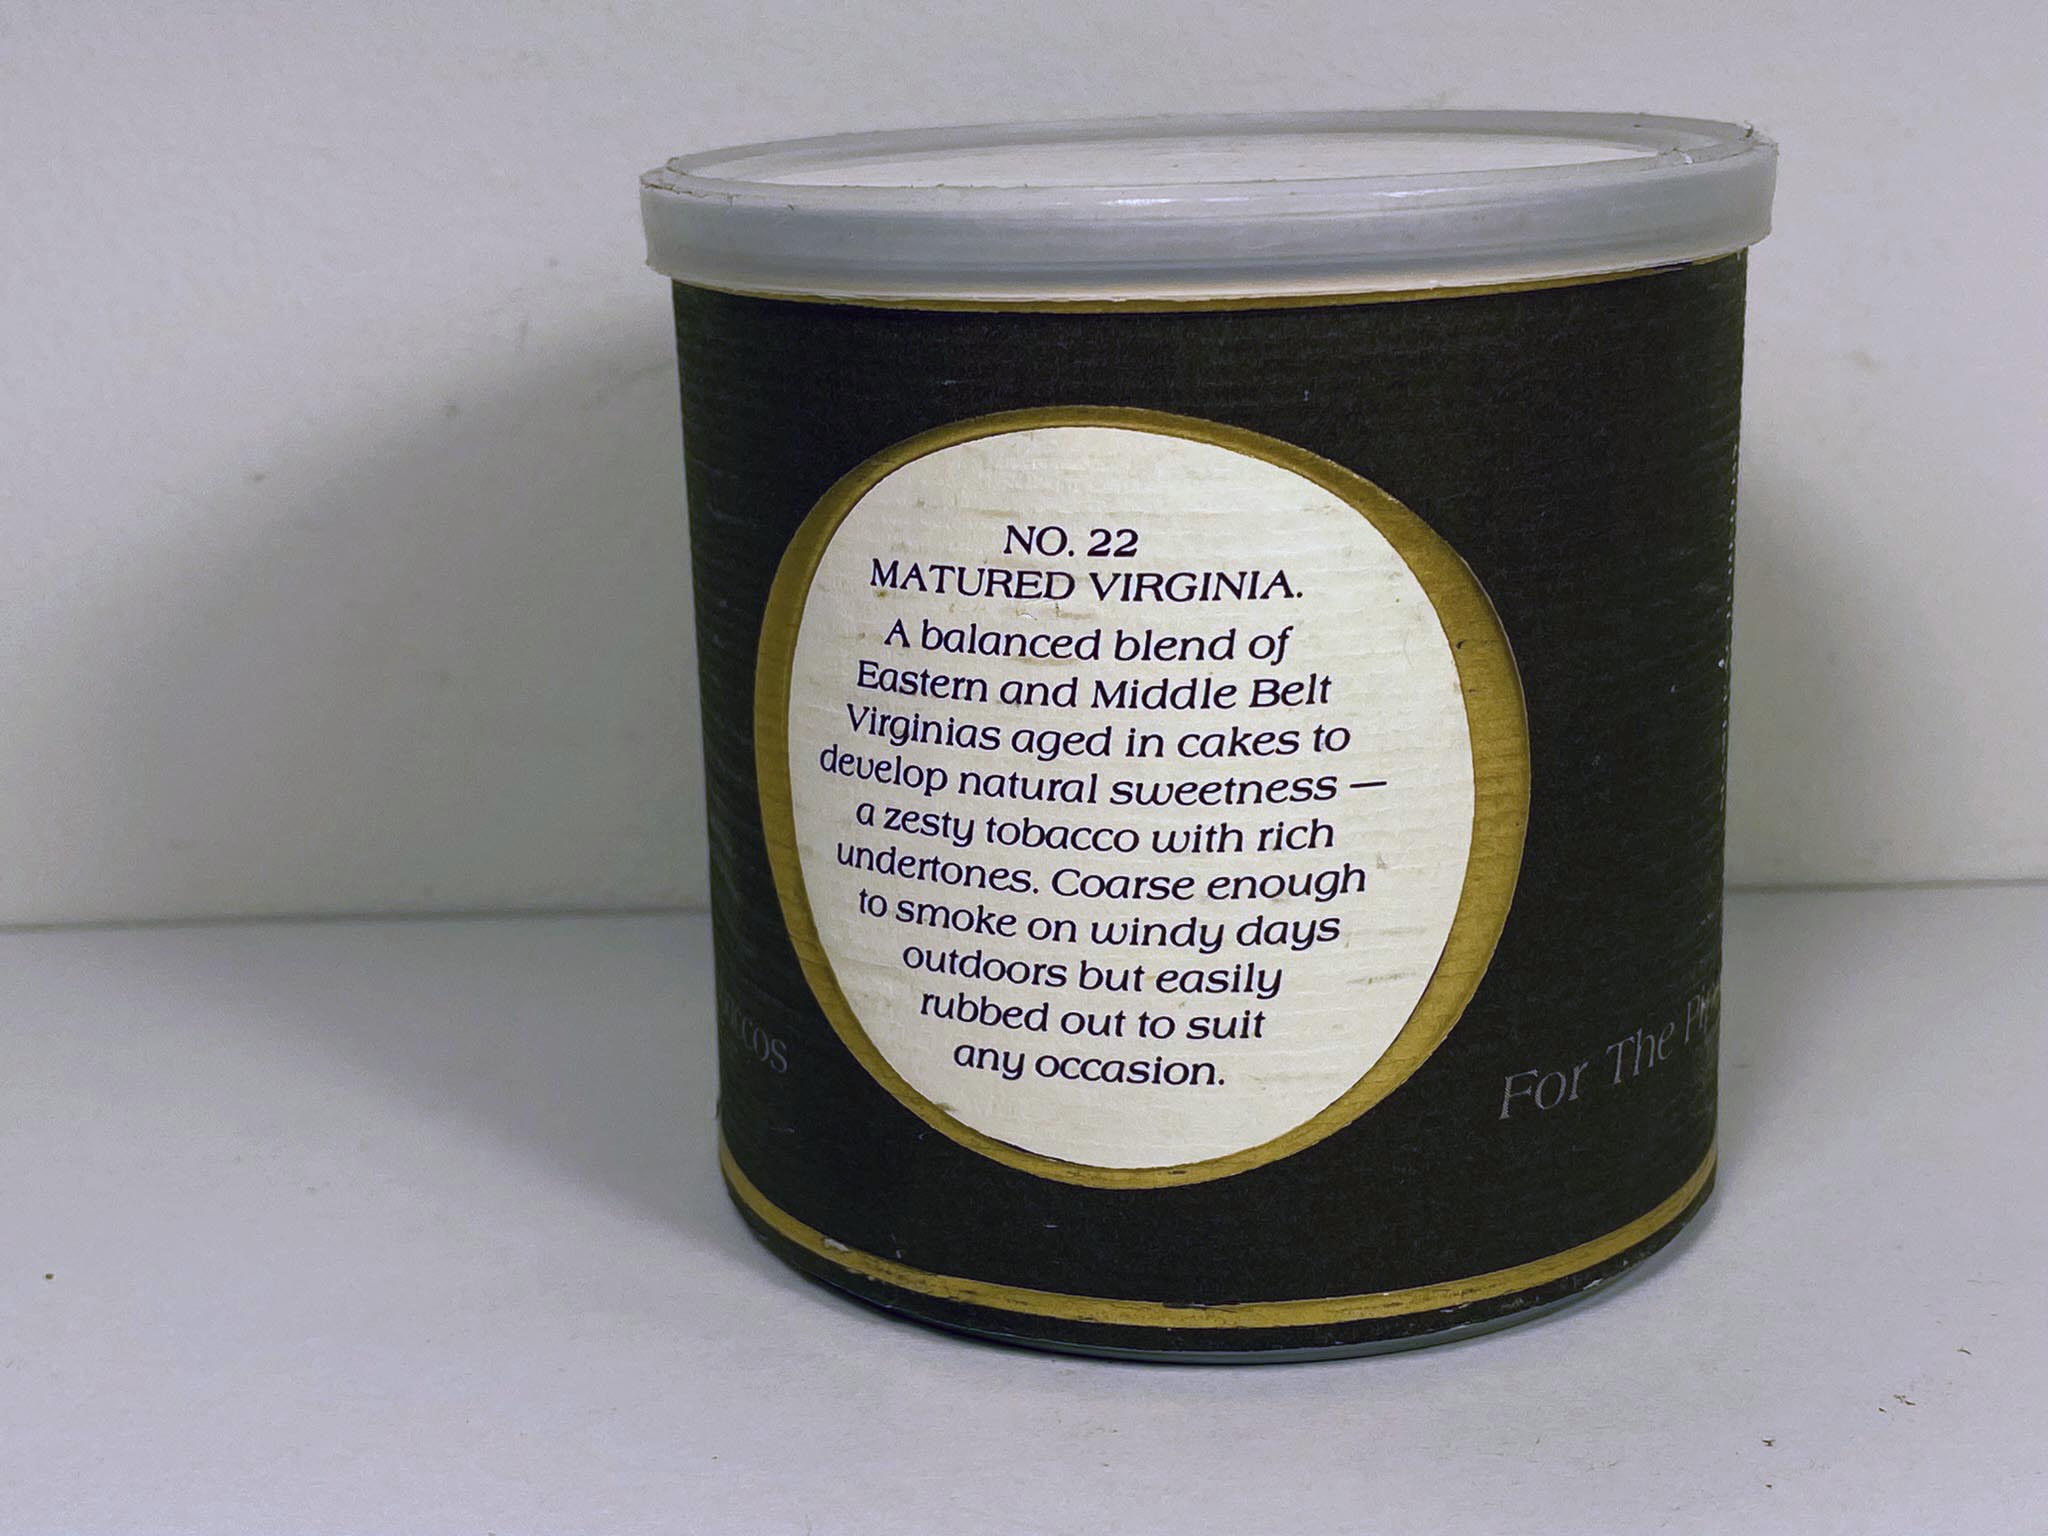 NO. 22
MATURED VIRGINIA.
A balanced blend of
Eastern and Middle Belt
Virginias aged in cakes to
develop natural sweetness —
a zesty tobacco with rich
undertones. Coarse enough
to smoke on windy days
outdoors but easily
rubbed out to suit
any occasion.
For The